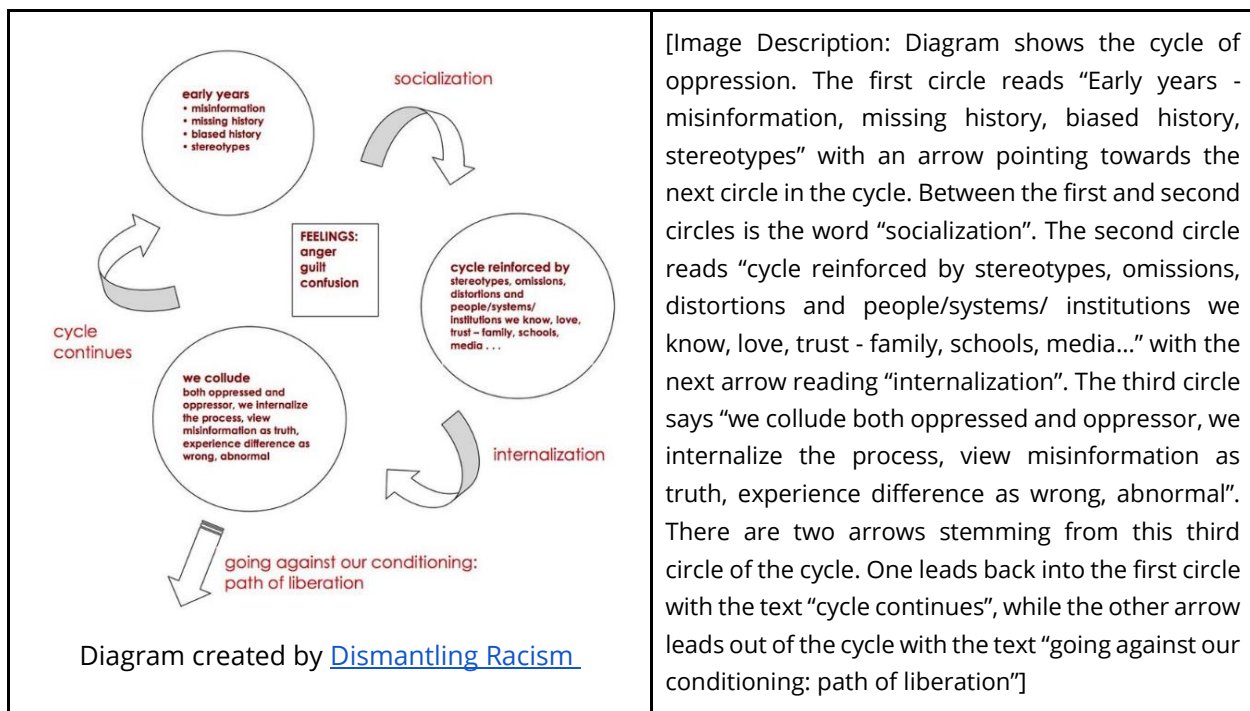 socialization
early years
• misinformation
• missing history
• biased history
• stereotypes
FEELINGS:
anger
guilt
confusion
cycle reinforced by
stereotypes, omissions,
distortions and
people/systems/
institutions we know, love,
trust – family, schools,
media . . .
cycle
continues
we collude
both oppressed and
oppressor, we internalize
the process, view
misinformation as truth,
experience difference as
wrong, abnormal
internalization
going against our conditioning:
path of liberation
Diagram created by Dismantling Racism
[Image Description: Diagram shows the cycle of
oppression. The first circle reads “Early years -
misinformation, missing history, biased history,
stereotypes” with an arrow pointing towards the
next circle in the cycle. Between the first and second
circles is the word “socialization”. The second circle
reads “cycle reinforced by stereotypes, omissions,
distortions and people/systems/ institutions we
know, love, trust - family, schools, media...” with the
next arrow reading “internalization”. The third circle
says “we collude both oppressed and oppressor, we
internalize the process, view misinformation as
truth, experience difference as wrong, abnormal”.
There are two arrows stemming from this third
circle of the cycle. One leads back into the first circle
with the text “cycle continues”, while the other arrow
leads out of the cycle with the text “going against our
conditioning: path of liberation”]